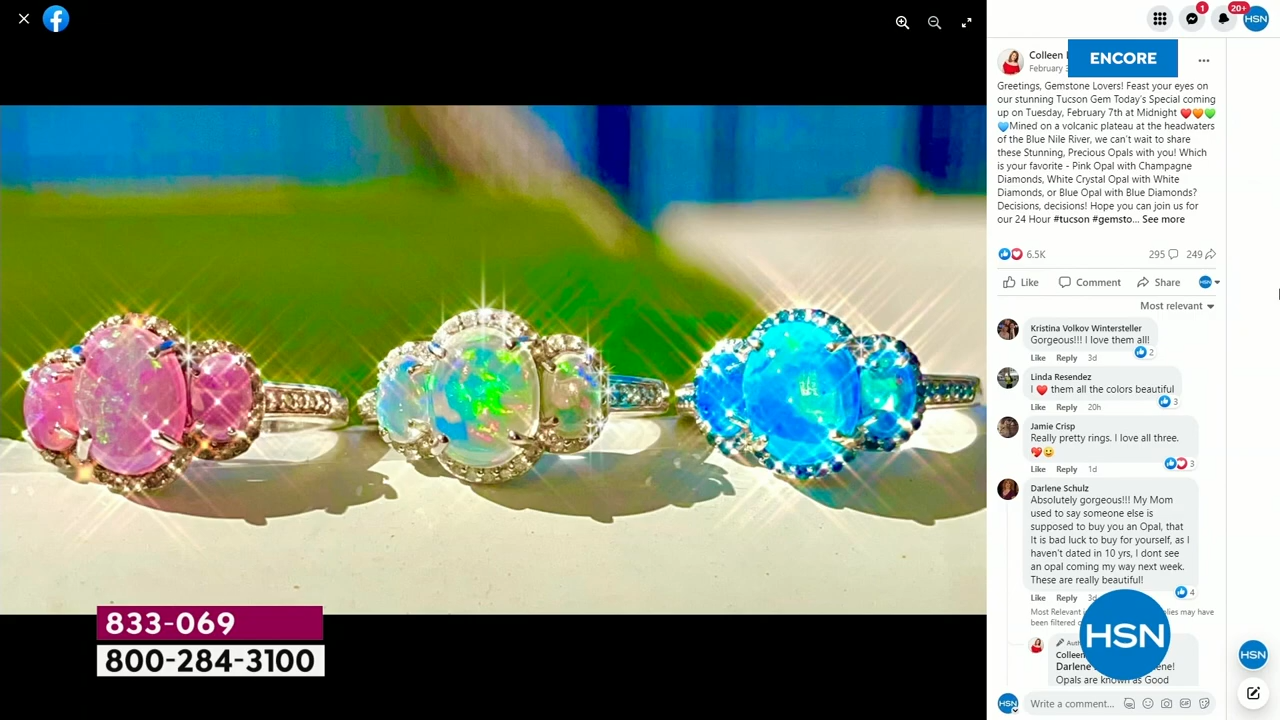 1
20+
HSN
Colleen
ENCORE
February
Greetings, Gemstone Lovers! Feast your eyes on
our stunning Tucson Gem Today's Special coming
up on Tuesday, February 7th at Midnight ❤️🧡💚
💙Mined on a volcanic plateau at the headwaters
of the Blue Nile River, we can't wait to share
these Stunning, Precious Opals with you! Which
is your favorite - Pink Opal with Champagne
Diamonds, White Crystal Opal with White
Diamonds, or Blue Opal with Blue Diamonds?
Decisions, decisions! Hope you can join us for
our 24 Hour #tucson #gemsto... See more
6.5K 295 249
Like Comment Share HSN
Most relevant
Kristina Volkov Wintersteller
Gorgeous!!! I love them all!
2
Like Reply 3d
Linda Resendez
I ❤️ them all the colors beautiful
3
Like Reply 20h
Jamie Crisp
Really pretty rings. I love all three.
💖😀
3
Like Reply 1d
Darlene Schulz
Absolutely gorgeous!!! My Mom
used to say someone else is
supposed to buy you an Opal, that
It is bad luck to buy for yourself, as I
haven't dated in 10 yrs, I dont see
an opal coming my way next week.
These are really beautiful!
4
Like Reply 3d
Most Relevant
plies may have
been filtered
HSN
Colleen
Darlene
Opals are known as Good
HSN
Write a comment...
HSN
833-069
800-284-3100